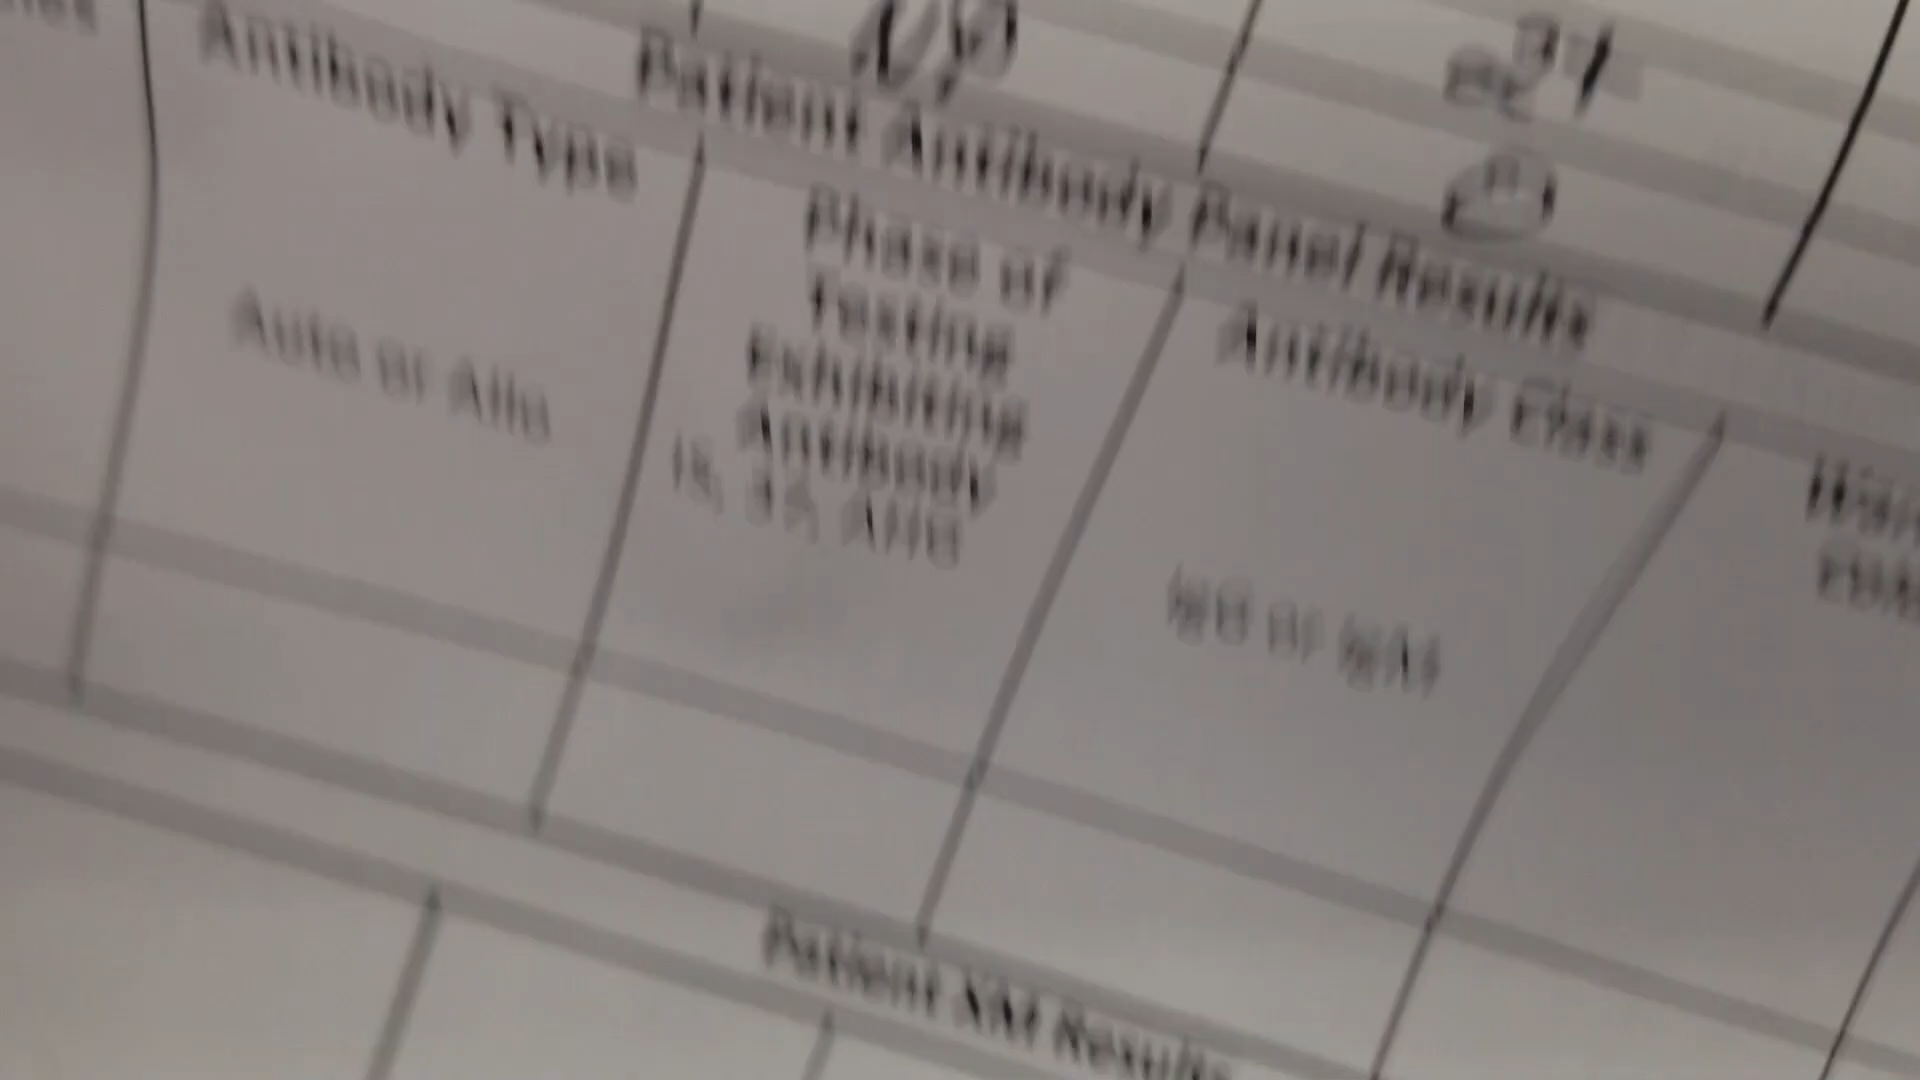 Patient Antibody Panel Results
Antibody Type
Phase of
Testing
Exhibiting
Antibody
Antibody Class
Auto or Allo
IS, 37, AHG
IgG or IgM
Patient XM Results